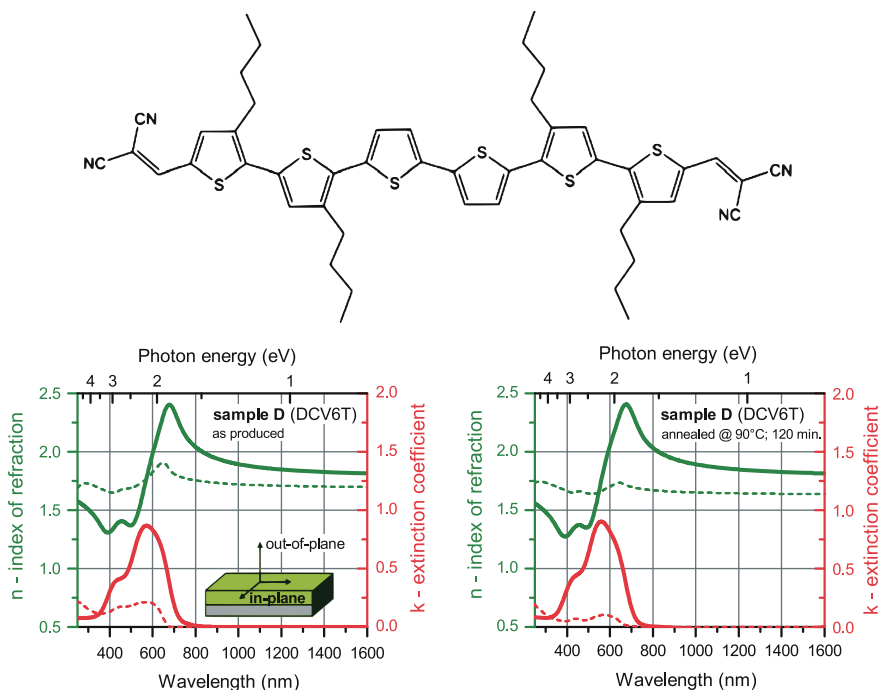 CN
NC
S
S
S
S
S
S
CN
NC
Photon energy (eV)
4 3 2 1
2.5
2.0
1.5
1.0
0.5
n - index of refraction
sample D (DCV6T)
as produced
out-of-plane
in-plane
2.0
1.5
1.0
0.5
0.0
k - extinction coefficient
400 600 800 1000 1200 1400 1600
Wavelength (nm)
Photon energy (eV)
4 3 2 1
2.5
2.0
1.5
1.0
0.5
n - index of refraction
sample D (DCV6T)
annealed @ 90°C; 120 min.
2.0
1.5
1.0
0.5
0.0
k - extinction coefficient
400 600 800 1000 1200 1400 1600
Wavelength (nm)